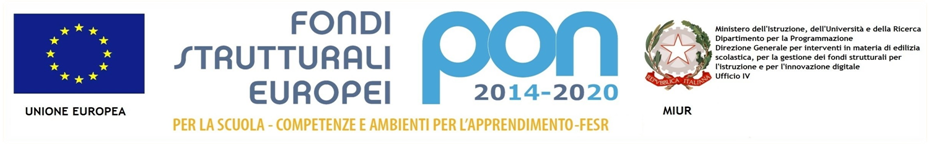 UNIONE EUROPEA
FONDI
STRUTTURALI
EUROPEI
pon
2014-2020
PER LA SCUOLA - COMPETENZE E AMBIENTI PER L'APPRENDIMENTO-FESR
REPVBBLICA ITALIANA
MIUR
Ministero dell'Istruzione, dell'Università e della Ricerca
Dipartimento per la Programmazione
Direzione Generale per interventi in materia di edilizia
scolastica, per la gestione dei fondi strutturali per
l'istruzione e per l'innovazione digitale
Ufficio IV